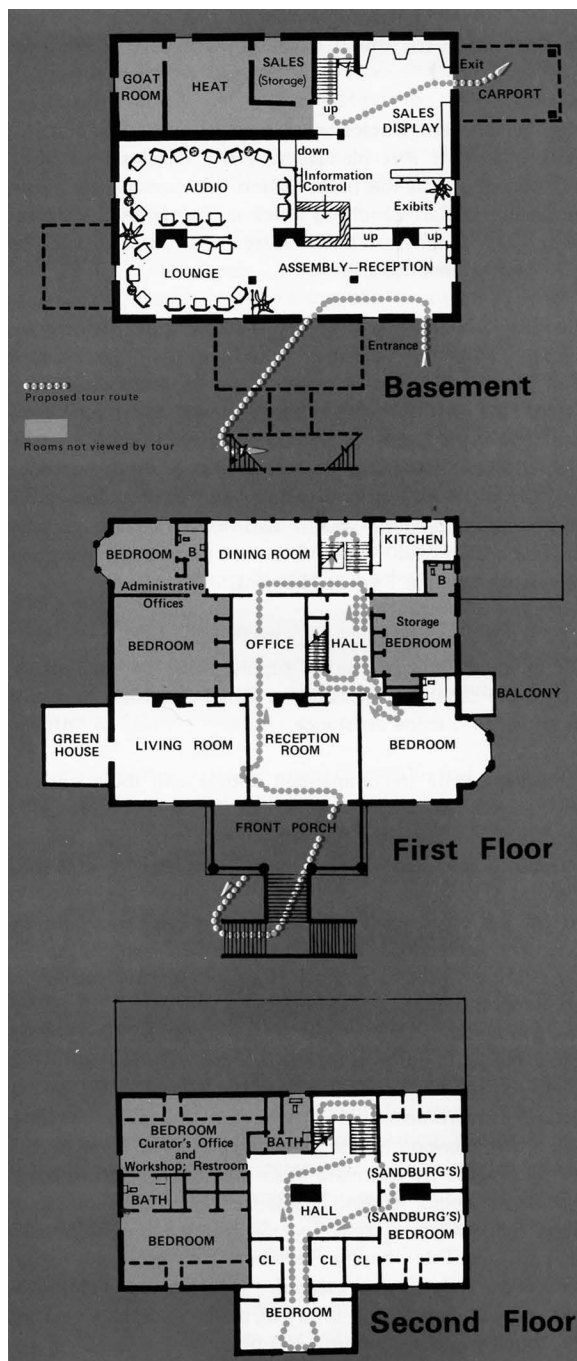 GOAT
ROOM
HEAT
SALES
(Storage)
up
Exit
CARPORT
SALES
DISPLAY
down
Information
Control
AUDIO
Exibits
up
up
LOUNGE
ASSEMBLY—RECEPTION
Entrance
Basement
Proposed tour route
Rooms not viewed by tour
BEDROOM
B
DINING ROOM
KITCHEN
B
Administrative
Offices
BEDROOM
OFFICE
HALL
Storage
BEDROOM
BALCONY
GREEN
HOUSE
LIVING ROOM
RECEPTION
ROOM
BEDROOM
FRONT PORCH
First Floor
BEDROOM
Curator's Office
and
Workshop; Restroom
BATH
STUDY
(SANDBURG'S)
BATH
HALL
(SANDBURG'S)
BEDROOM
BEDROOM
CL
CL
CL
BEDROOM
Second Floor